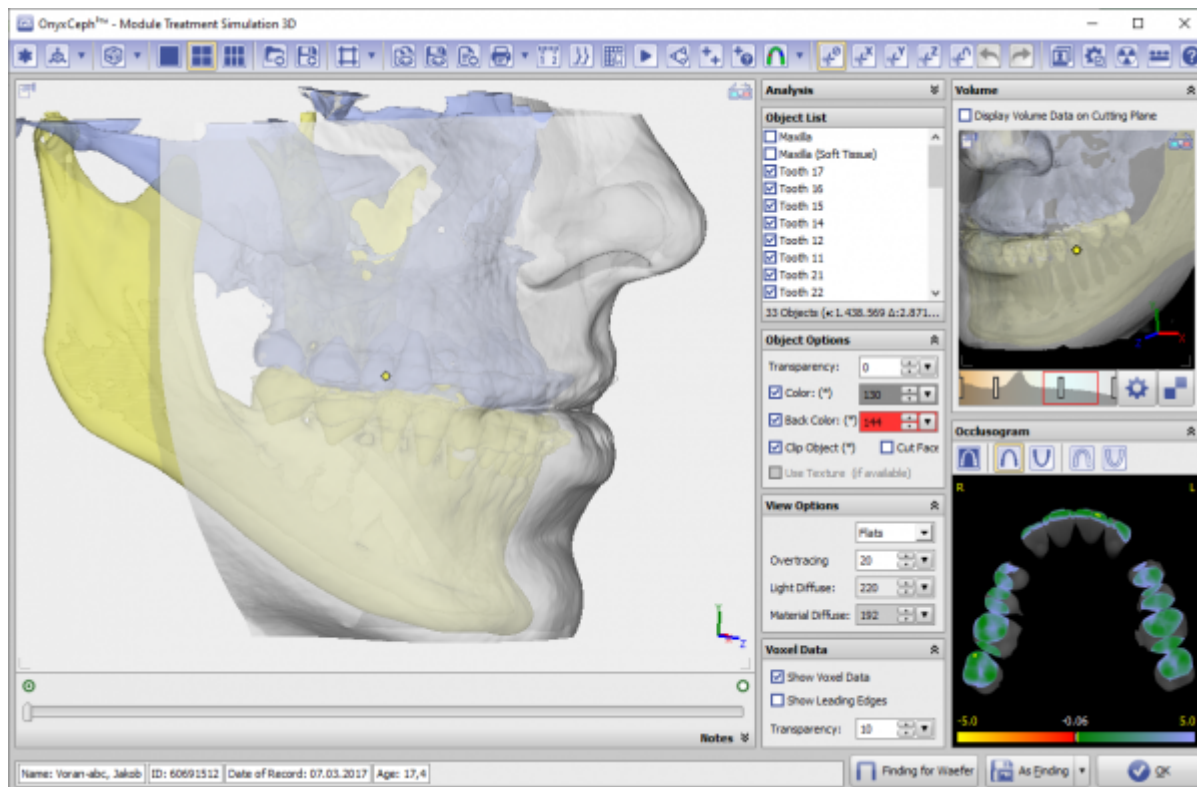 OnyxCeph³™ - Module Treatment Simulation 3D
Analysis
Object List
Maxilla
Maxilla (Soft Tissue)
Tooth 17
Tooth 16
Tooth 15
Tooth 14
Tooth 12
Tooth 11
Tooth 21
Tooth 22
33 Objects (•: 1.438.569 Δ:2.871...
Object Options
Transparency: 0
Color: (*) 130
Back Color: (*) 144
Clip Object (*) Cut Face
Use Texture (if available)
View Options
Flats
Overtracing 20
Light Diffuse: 220
Material Diffuse: 192
Voxel Data
Show Voxel Data
Show Leading Edges
Transparency: 10
Volume
Display Volume Data on Cutting Plane
Y
X
Z
Occlusogram
R L
-5.0 -0.06 5.0
Y
Z
Notes
Name: Voran-abc, Jakob ID: 60691512 Date of Record: 07.03.2017 Age: 17,4
Finding for Waefer As Finding OK